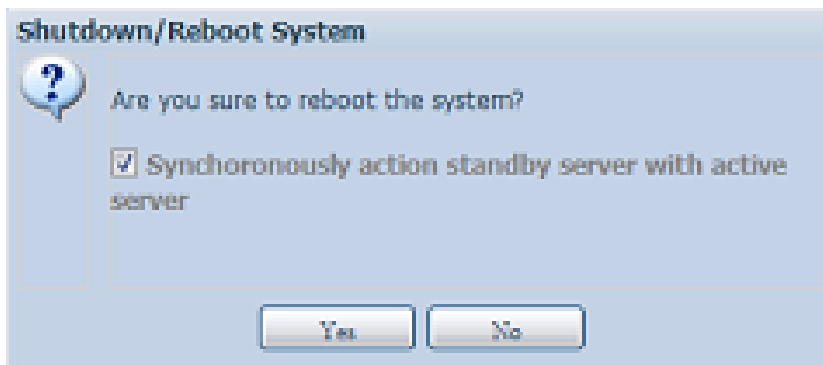 Shutdown/Reboot System
Are you sure to reboot the system?
Synchoronously action standby server with active
server
Yes No